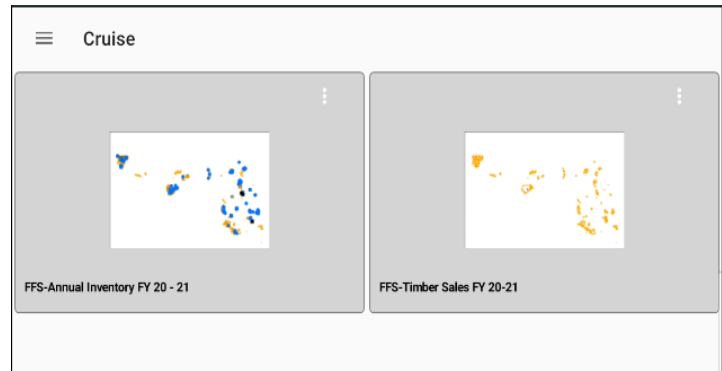 Cruise
FFS-Annual Inventory FY 20 - 21
FFS-Timber Sales FY 20-21